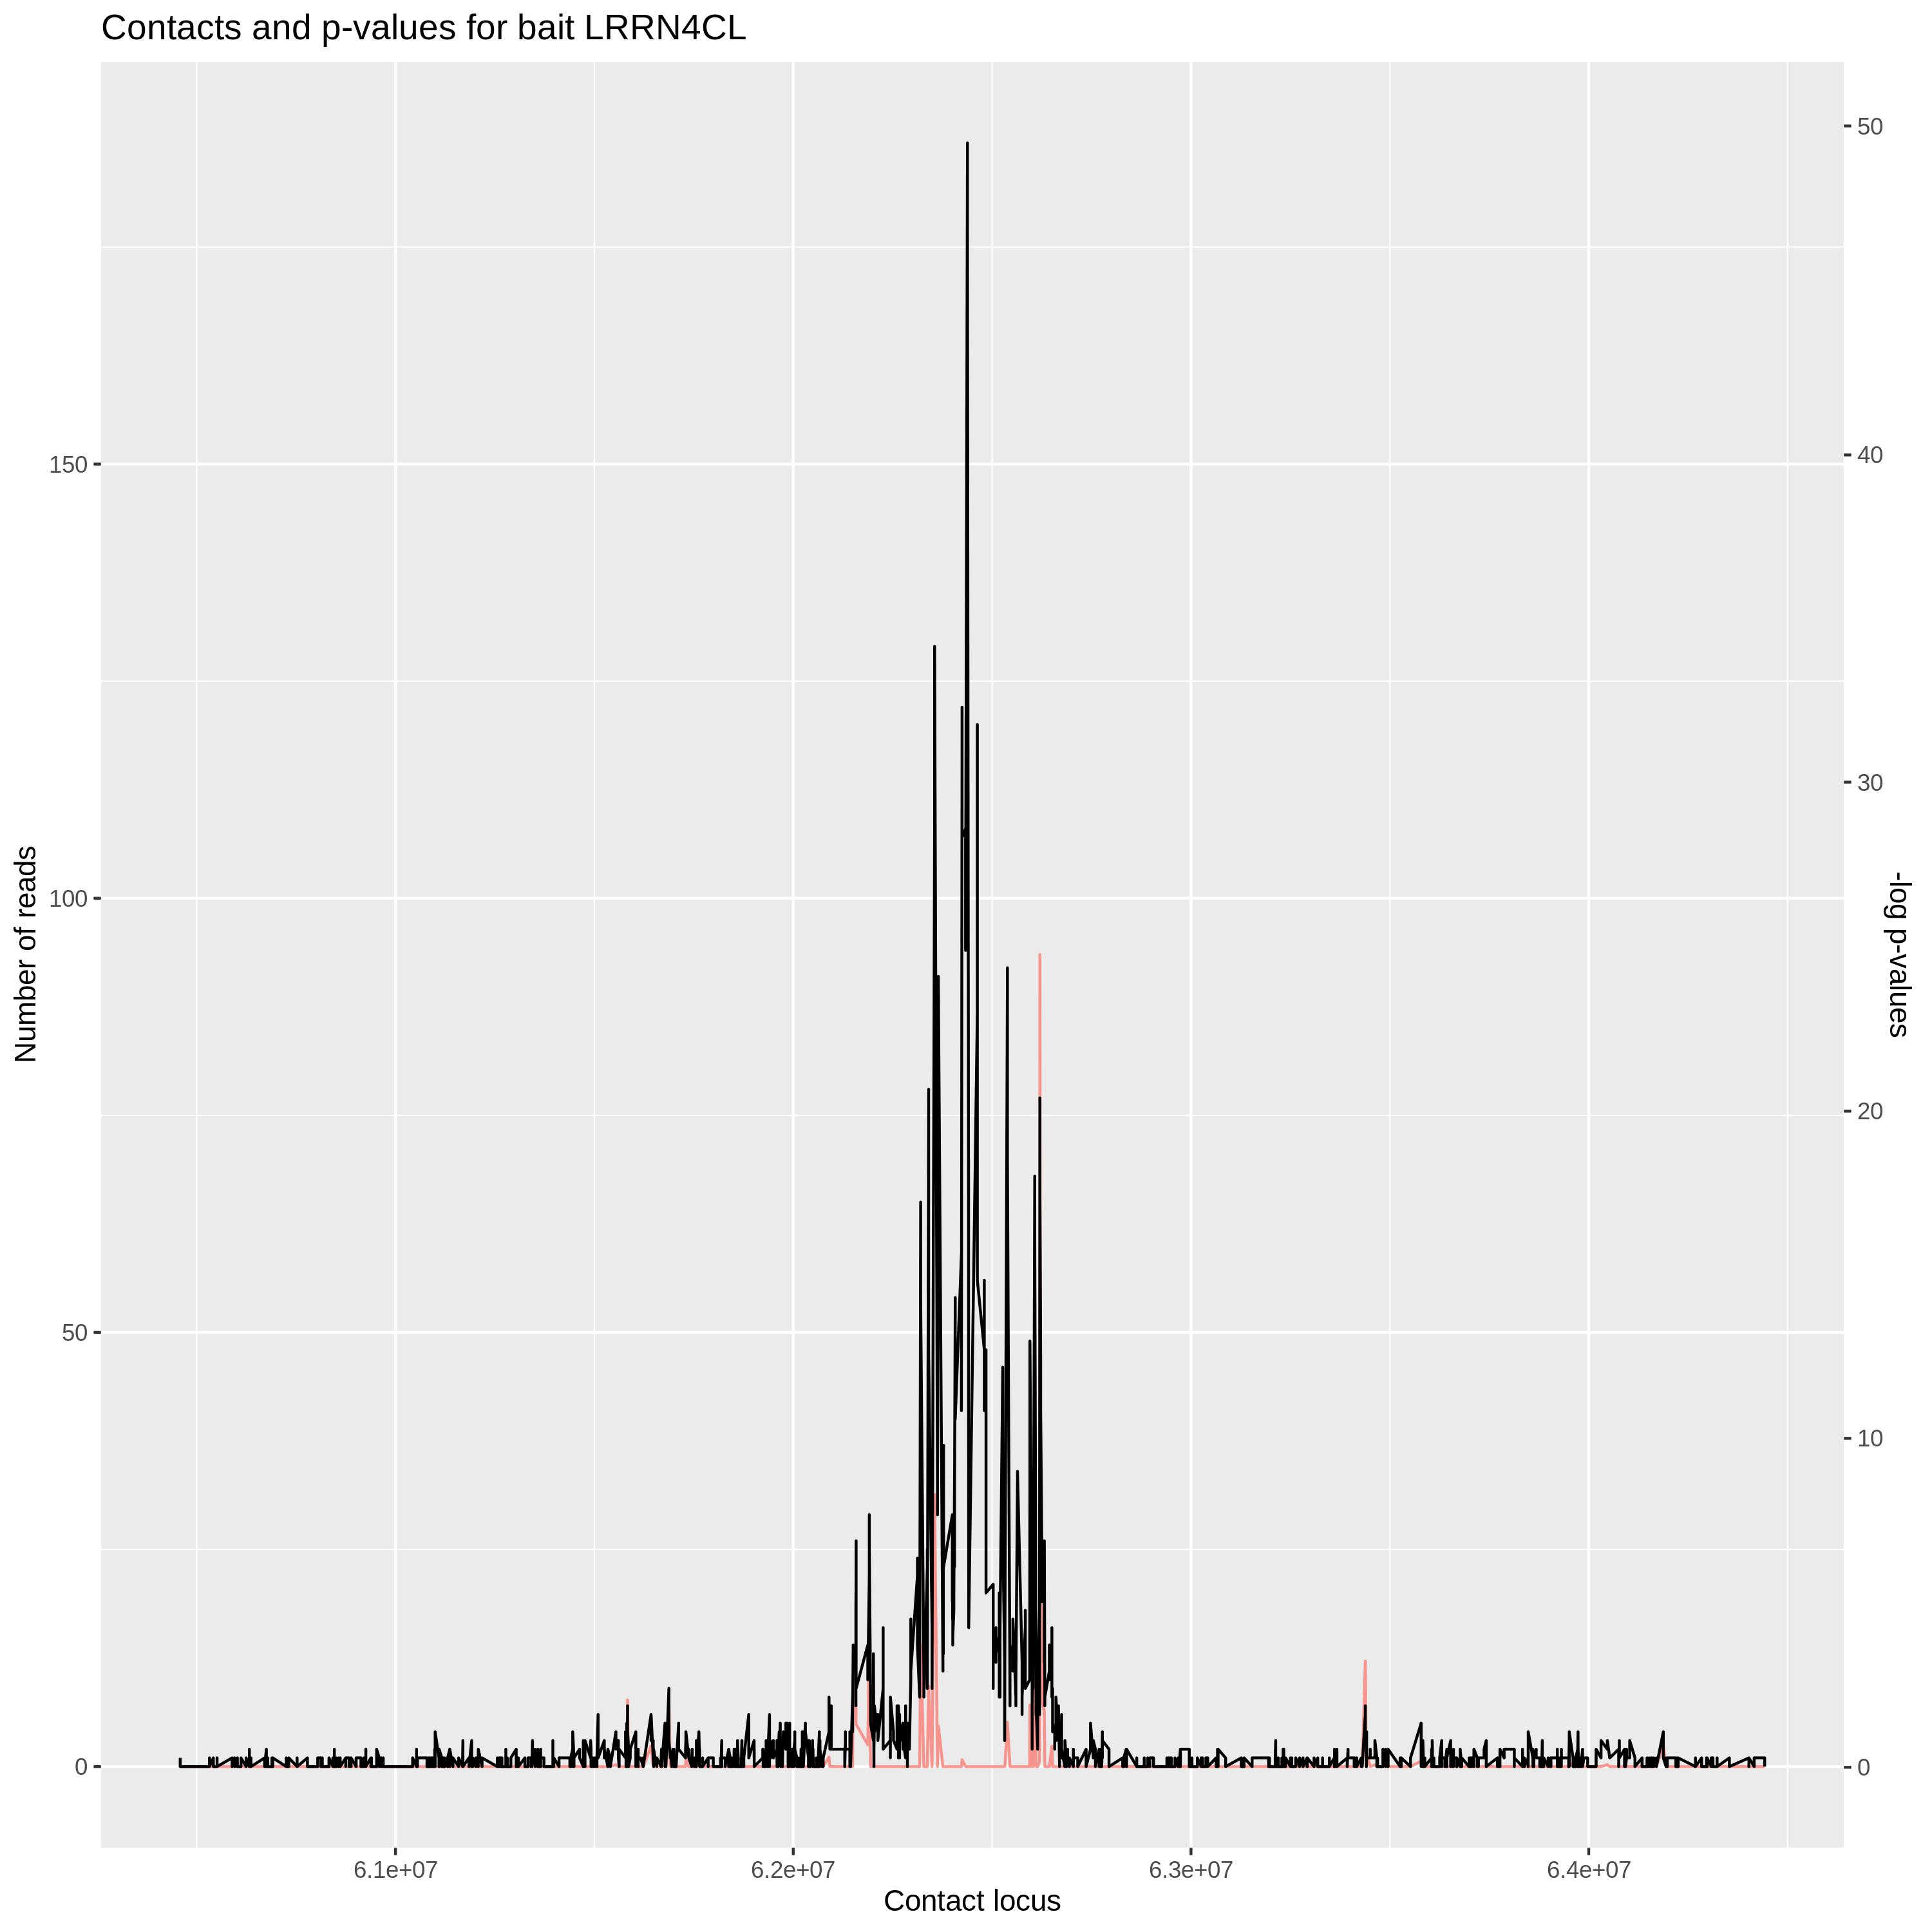 Contacts and p-values for bait LRRN4CL
50
40
30
20
10
0
150
100
50
0
Number of reads
-log p-values
6.1e+07
6.2e+07
6.3e+07
6.4e+07
Contact locus